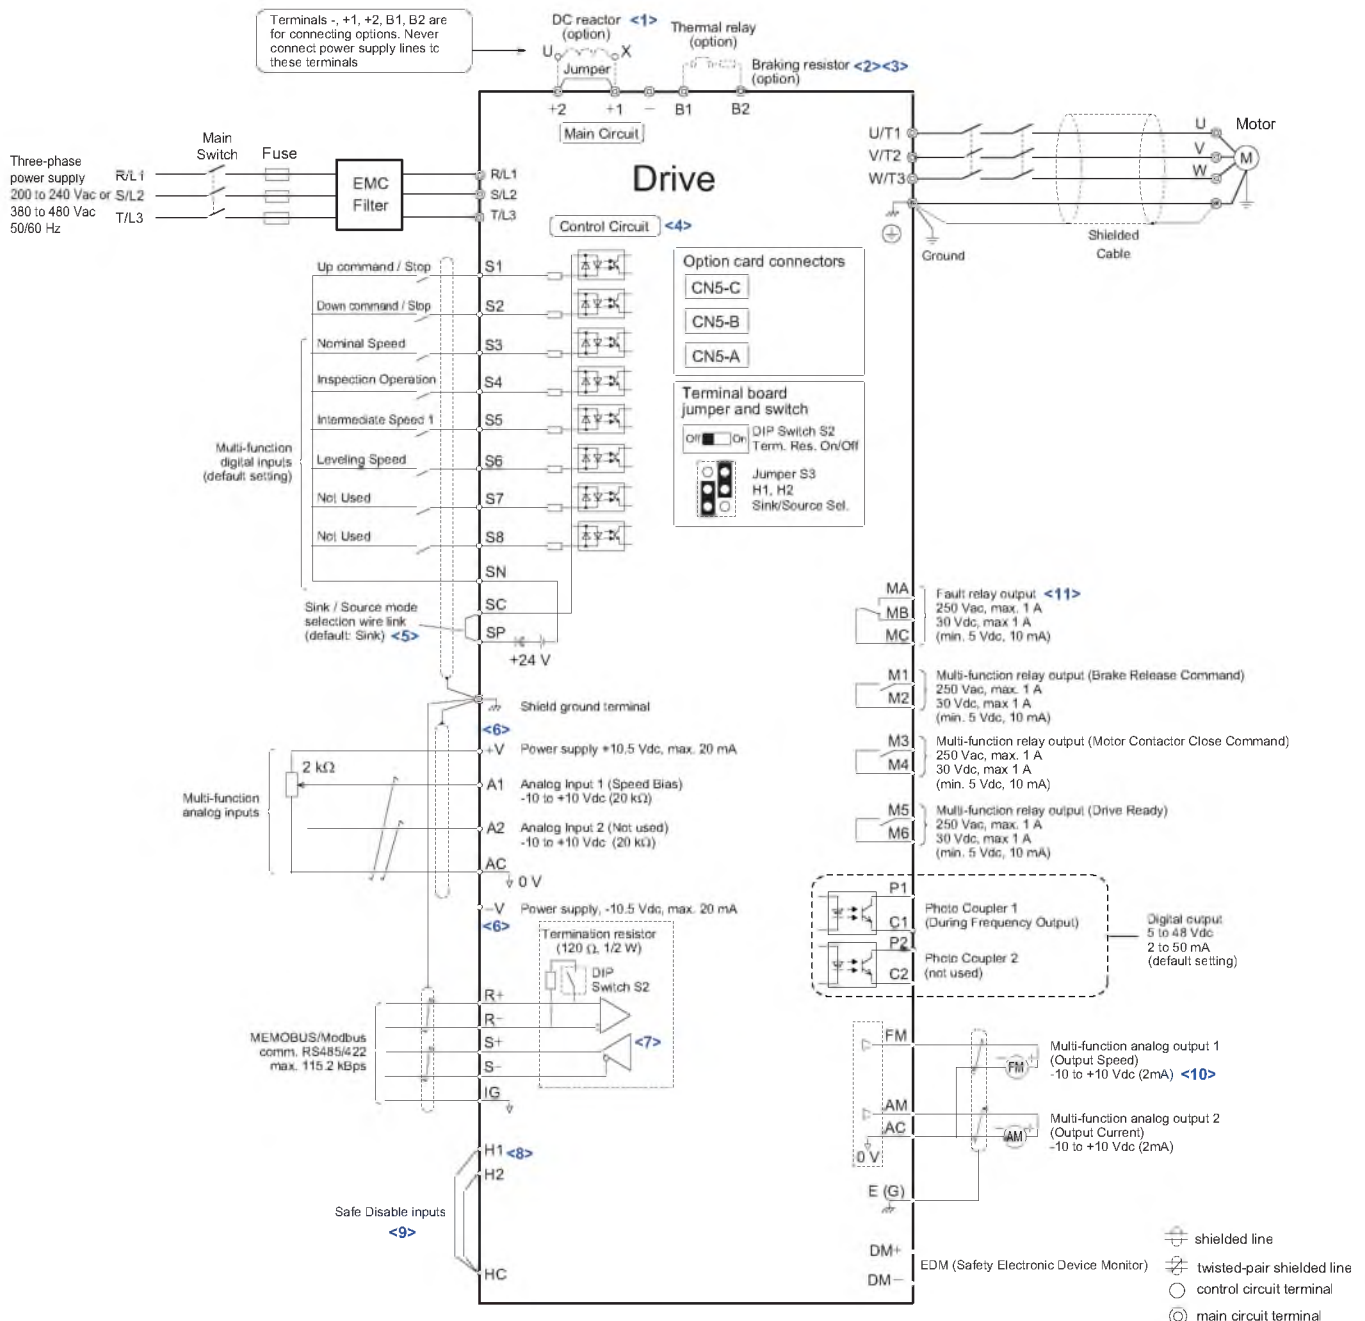 Terminals -, +1, +2, B1, B2 are
for connecting options. Never
connect power supply lines to
these terminals
DC reactor <1>
(option)
U X
Jumper
Thermal relay
(option)
Braking resistor <2><3>
(option)
+2 +1 − B1 B2
Main Circuit
Drive
Three-phase
power supply
200 to 240 Vac or
380 to 480 Vac
50/60 Hz
Main
Switch
Fuse
R/L1
S/L2
T/L3
EMC
Filter
R/L1
S/L2
T/L3
U/T1
V/T2
W/T3
U
V
W
Motor
M
Ground
Shielded
Cable
Control Circuit <4>
Up command / Stop S1
Down command / Stop S2
Nominal Speed S3
Inspection Operation S4
Intermediate Speed 1 S5
Leveling Speed S6
Not Used S7
Not Used S8
Multi-function
digital inputs
(default setting)
SN
SC
SP
+24 V
Sink / Source mode
selection wire link
(default: Sink) <5>
Option card connectors
CN5-C
CN5-B
CN5-A
Terminal board
jumper and switch
Off On
DIP Switch S2
Term. Res. On/Off
Jumper S3
H1, H2
Sink/Source Sel.
Shield ground terminal
<6>
+V Power supply +10.5 Vdc, max. 20 mA
2 kΩ
A1 Analog Input 1 (Speed Bias)
-10 to +10 Vdc (20 kΩ)
Multi-function
analog inputs
A2 Analog Input 2 (Not used)
-10 to +10 Vdc (20 kΩ)
AC
0 V
−V Power supply, -10.5 Vdc, max. 20 mA
<6>
Termination resistor
(120 Ω, 1/2 W)
DIP
Switch S2
R+
R−
S+
S−
IG
<7>
MEMOBUS/Modbus
comm. RS485/422
max. 115.2 kBps
H1 <8>
H2
Safe Disable inputs
<9>
HC
MA
MB
MC
Fault relay output <11>
250 Vac, max. 1 A
30 Vdc, max 1 A
(min. 5 Vdc, 10 mA)
M1
M2
Multi-function relay output (Brake Release Command)
250 Vac, max. 1 A
30 Vdc, max 1 A
(min. 5 Vdc, 10 mA)
M3
M4
Multi-function relay output (Motor Contactor Close Command)
250 Vac, max. 1 A
30 Vdc, max 1 A
(min. 5 Vdc, 10 mA)
M5
M6
Multi-function relay output (Drive Ready)
250 Vac, max. 1 A
30 Vdc, max 1 A
(min. 5 Vdc, 10 mA)
P1
C1
P2
C2
Photo Coupler 1
(During Frequency Output)
Photo Coupler 2
(not used)
Digital output
5 to 48 Vdc
2 to 50 mA
(default setting)
FM
− +
FM
Multi-function analog output 1
(Output Speed)
-10 to +10 Vdc (2mA) <10>
AM
AC
0 V
− +
AM
Multi-function analog output 2
(Output Current)
-10 to +10 Vdc (2mA)
E (G)
DM+
DM−
EDM (Safety Electronic Device Monitor)
shielded line
twisted-pair shielded line
control circuit terminal
main circuit terminal